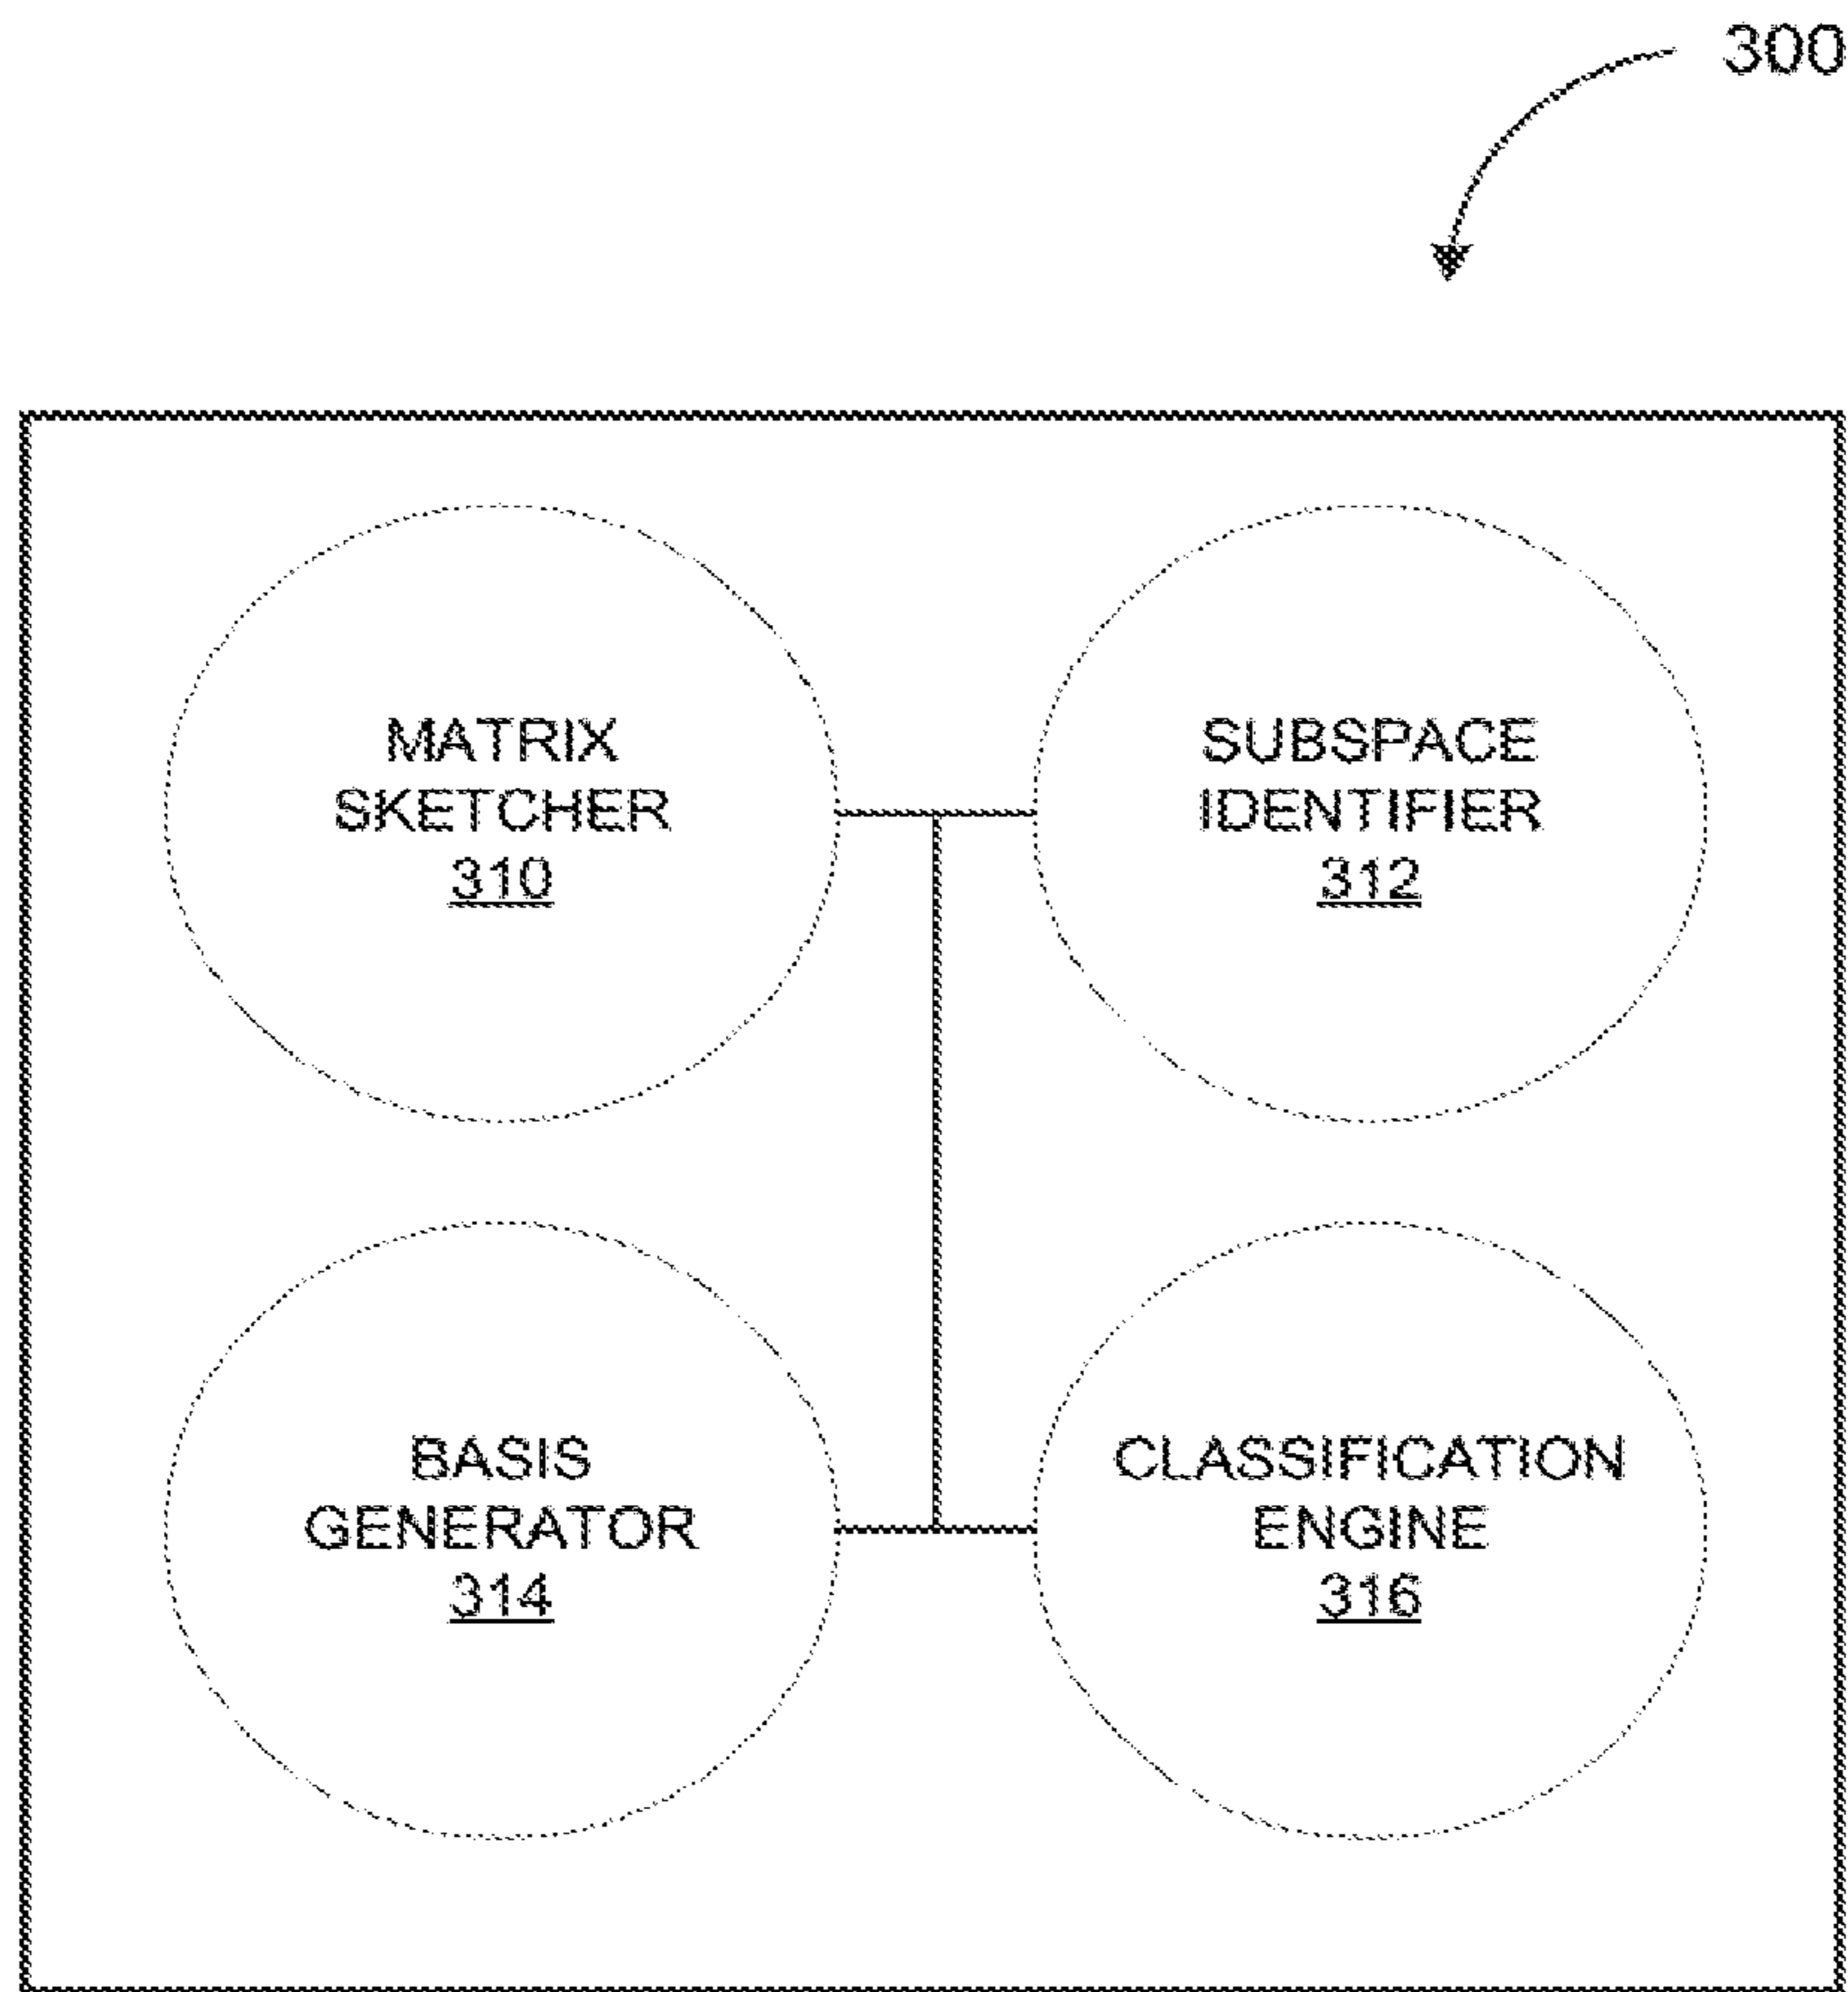 300
MATRIX
SKETCHER
310
SUBSPACE
IDENTIFIER
312
BASIS
GENERATOR
314
CLASSIFICATION
ENGINE
316